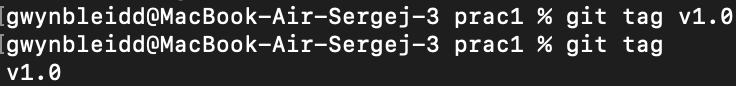 [gwynbleidd@MacBook-Air-Sergej-3 prac1 % git tag v1.0
[gwynbleidd@MacBook-Air-Sergej-3 prac1 % git tag
v1.0